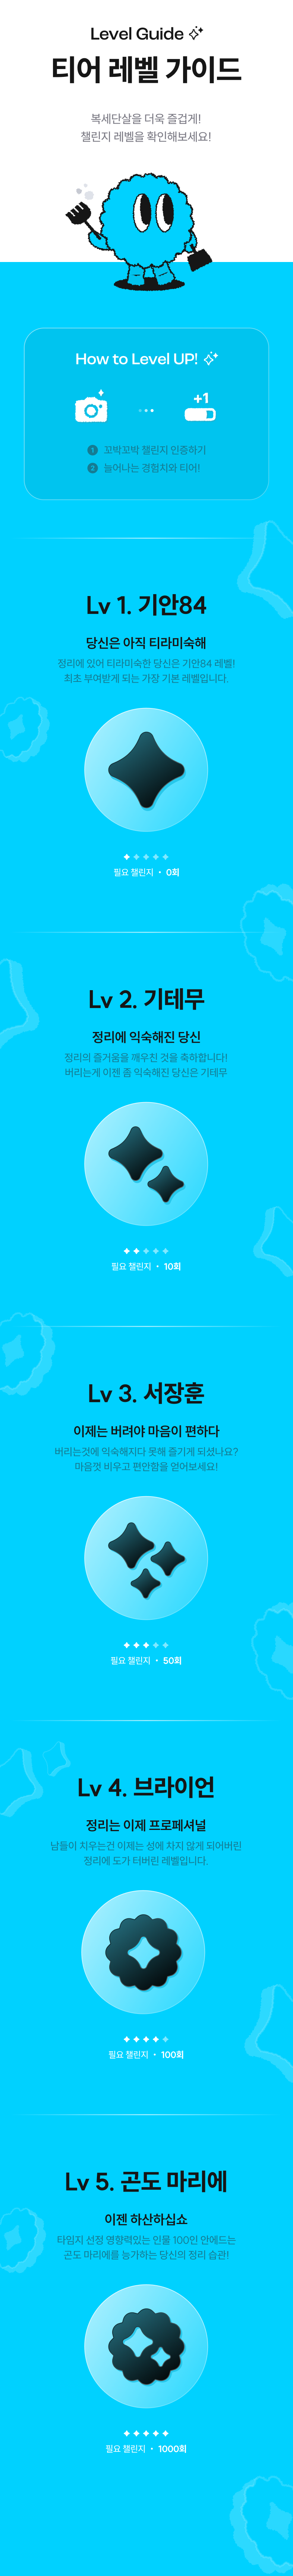 Level Guide
티어 레벨 가이드
복세단살을 더욱 즐겁게!
챌린지 레벨을 확인해보세요!
How to Level UP!
+1
1 꼬박꼬박 챌린지 인증하기
2 늘어나는 경험치와 티어!
Lv 1. 기안84
당신은 아직 티라미숙해
정리에 있어 티라미숙한 당신은 기안84 레벨!
최초 부여받게 되는 가장 기본 레벨입니다.
필요 챌린지 • 0회
Lv 2. 기테무
정리에 익숙해진 당신
정리의 즐거움을 깨우친 것을 축하합니다!
버리는게 이젠 좀 익숙해진 당신은 기테무
필요 챌린지 • 10회
Lv 3. 서장훈
이제는 버려야 마음이 편하다
버리는것에 익숙해지다 못해 즐기게 되셨나요?
마음껏 비우고 편안함을 얻어보세요!
필요 챌린지 • 50회
Lv 4. 브라이언
정리는 이제 프로페셔널
남들이 치우는건 이제는 성에 차지 않게 되어버린
정리에 도가 터버린 레벨입니다.
필요 챌린지 • 100회
Lv 5. 곤도 마리에
이젠 하산하십쇼
타임지 선정 영향력있는 인물 100인 안에드는
곤도 마리에를 능가하는 당신의 정리 습관!
필요 챌린지 • 1000회